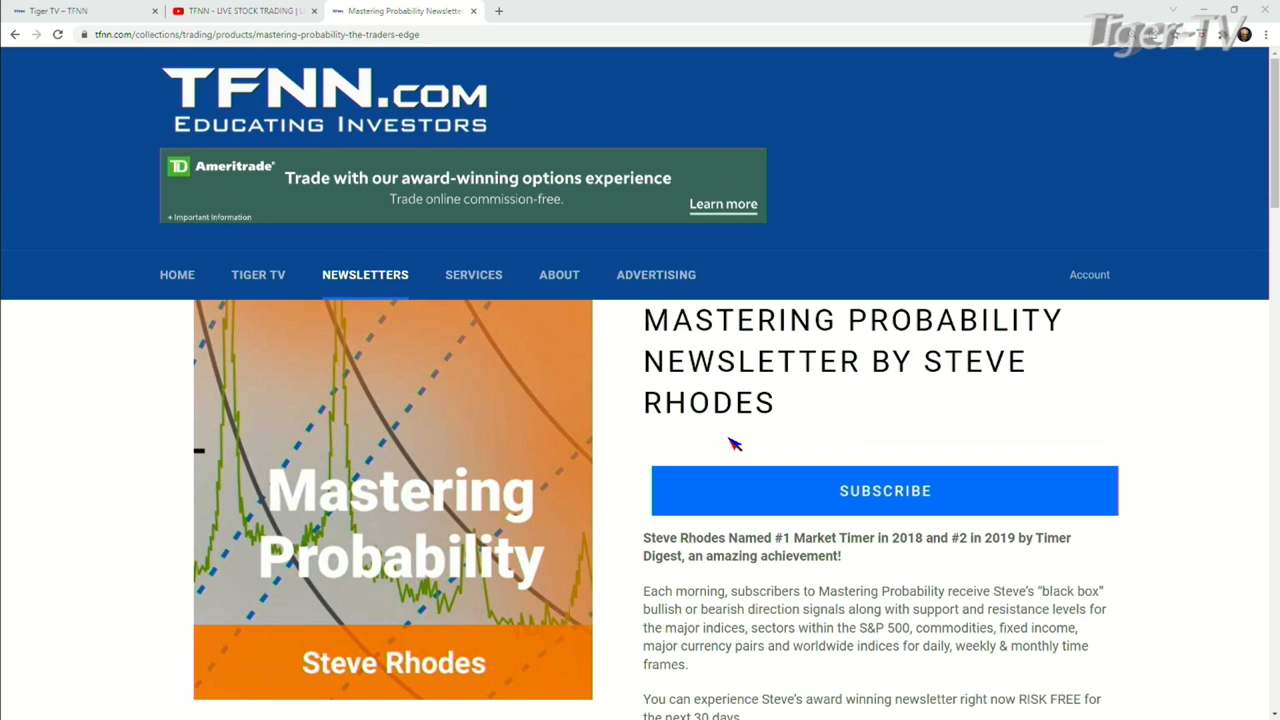 Tiger TV – TFNN
TFNN - LIVE STOCK TRADING | L
Mastering Probability Newsletter
Tiger TV
tfnn.com/collections/trading/products/mastering-probability-the-traders-edge
TFNN.COM
EDUCATING INVESTORS
TD Ameritrade
Trade with our award-winning options experience
Trade online commission-free.
Learn more
+ Important Information
HOME
TIGER TV
NEWSLETTERS
SERVICES
ABOUT
ADVERTISING
Account
Mastering
Probability
Steve Rhodes
MASTERING PROBABILITY
NEWSLETTER BY STEVE
RHODES
SUBSCRIBE
Steve Rhodes Named #1 Market Timer in 2018 and #2 in 2019 by Timer
Digest, an amazing achievement!
Each morning, subscribers to Mastering Probability receive Steve's “black box”
bullish or bearish direction signals along with support and resistance levels for
the major indices, sectors within the S&P 500, commodities, fixed income,
major currency pairs and worldwide indices for daily, weekly & monthly time
frames.
You can experience Steve's award winning newsletter right now RISK FREE for
the next 30 days